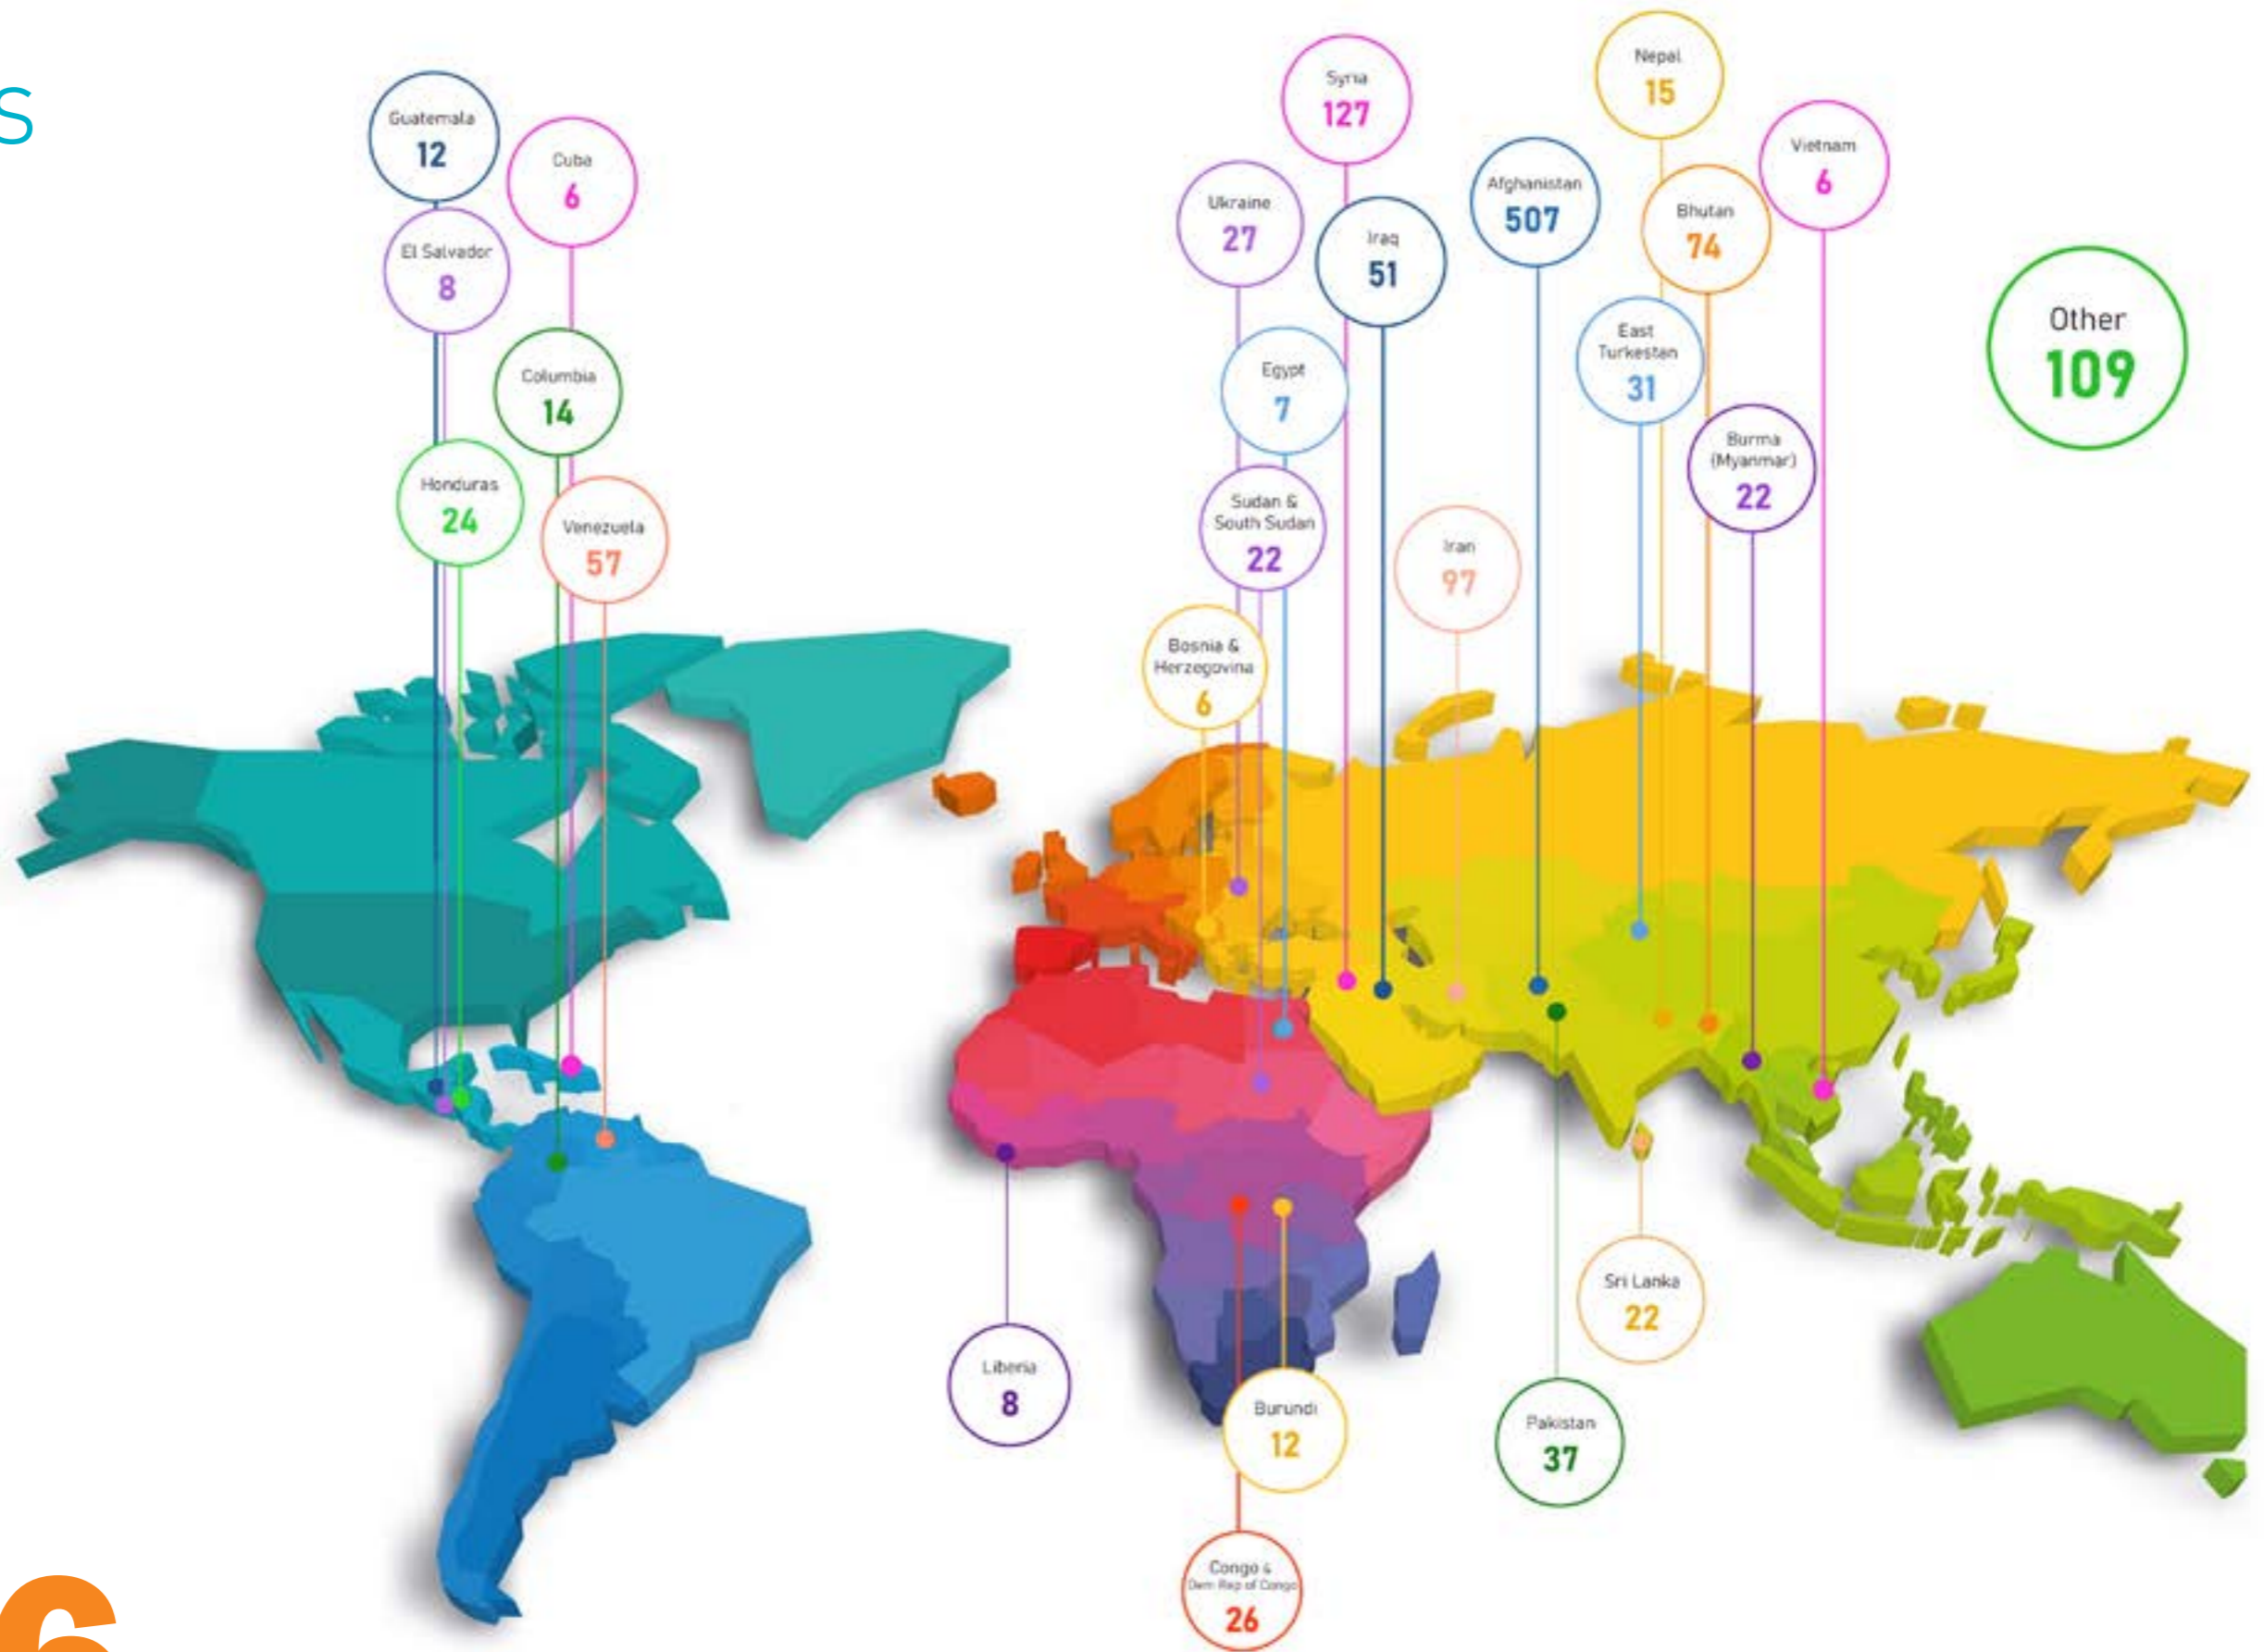 s
Guatemala
12
Cuba
6
El Salvador
8
Columbia
14
Honduras
24
Venezuela
57
Syria
127
Nepal
15
Ukraine
27
Iraq
51
Afghanistan
507
Bhutan
74
Vietnam
6
Egypt
7
East
Turkestan
31
Other
109
Sudan &
South Sudan
22
Burma
(Myanmar)
22
Iran
97
Bosnia &
Herzegovina
6
Liberia
8
Burundi
12
Sri Lanka
22
Pakistan
37
Congo &
Dem Rep of Congo
26
6